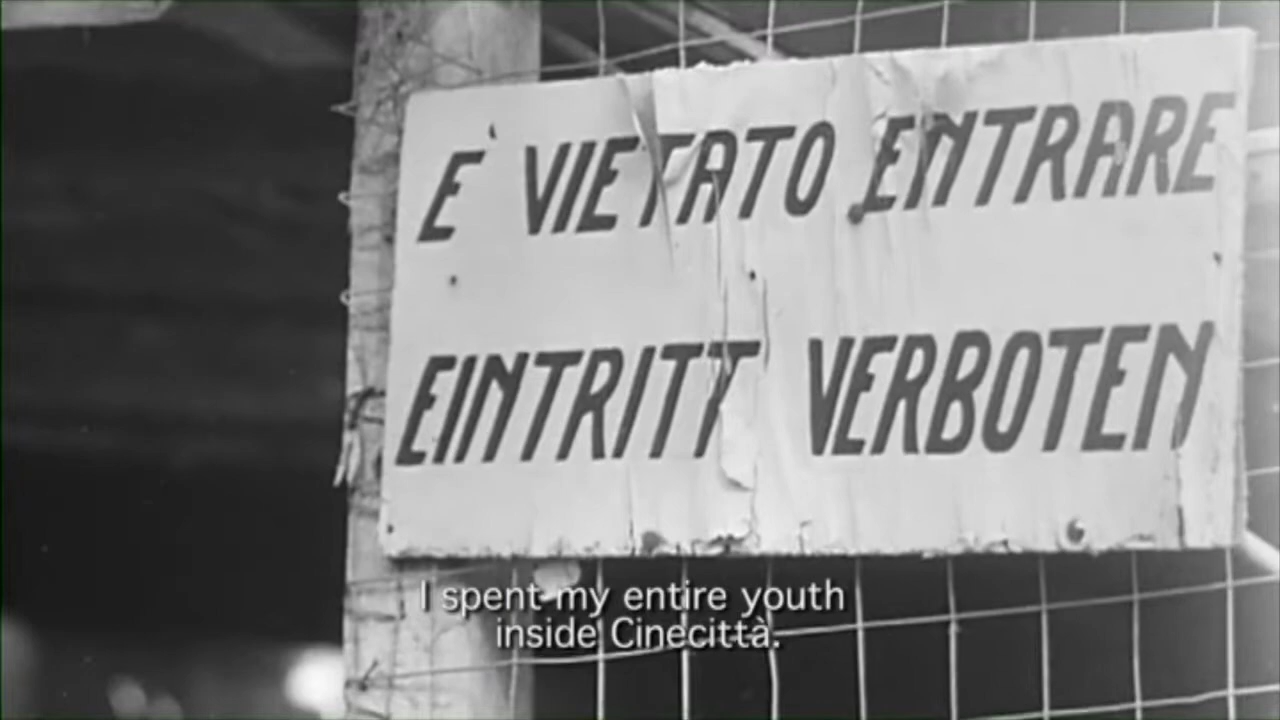 E' VIETATO ENTRARE
EINTRITT VERBOTEN
I spent my entire youth
inside Cinecittà.